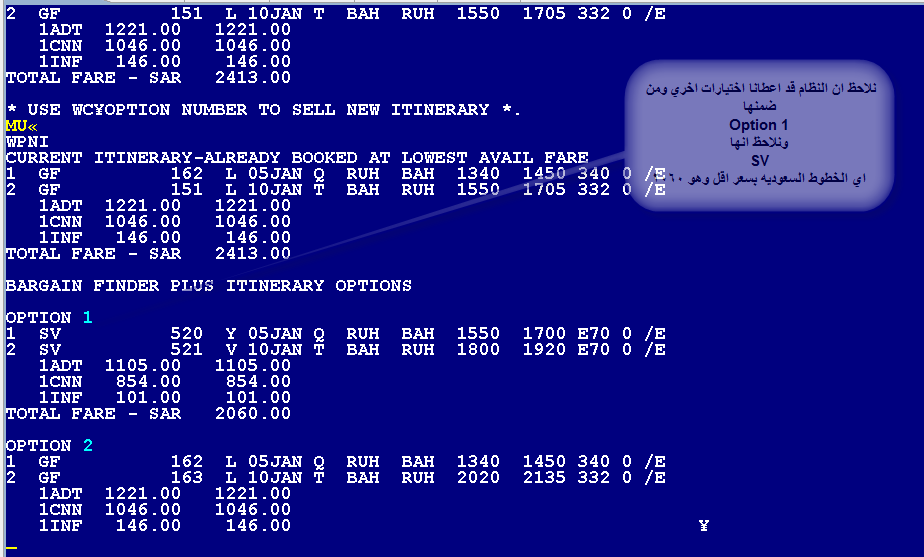 2  GF          151  L 10JAN T  BAH  RUH  1550  1705 332 0 /E
1ADT  1221.00   1221.00
1CNN  1046.00   1046.00
1INF   146.00    146.00
TOTAL FARE - SAR   2413.00
* USE WC¥OPTION NUMBER TO SELL NEW ITINERARY *.
MU«
WPNI
CURRENT ITINERARY-ALREADY BOOKED AT LOWEST AVAIL FARE
1  GF          162  L 05JAN Q  RUH  BAH  1340  1450 340 0 /E
2  GF          151  L 10JAN T  BAH  RUH  1550  1705 332 0 /E
1ADT  1221.00   1221.00
1CNN  1046.00   1046.00
1INF   146.00    146.00
TOTAL FARE - SAR   2413.00
BARGAIN FINDER PLUS ITINERARY OPTIONS
OPTION 1
1  SV          520  Y 05JAN Q  RUH  BAH  1550  1700 E70 0 /E
2  SV          521  V 10JAN T  BAH  RUH  1800  1920 E70 0 /E
1ADT  1105.00   1105.00
1CNN   854.00    854.00
1INF   101.00    101.00
TOTAL FARE - SAR   2060.00
OPTION 2
1  GF          162  L 05JAN Q  RUH  BAH  1340  1450 340 0 /E
2  GF          163  L 10JAN T  BAH  RUH  2020  2135 332 0 /E
1ADT  1221.00   1221.00
1CNN  1046.00   1046.00
1INF   146.00    146.00
¥
نلاحظ ان النظام قد اعطانا اختيارات اخري ومن
ضمنها
Option 1
ونلاحظ انها
SV
اي الخطوط السعوديه بسعر اقل وهو